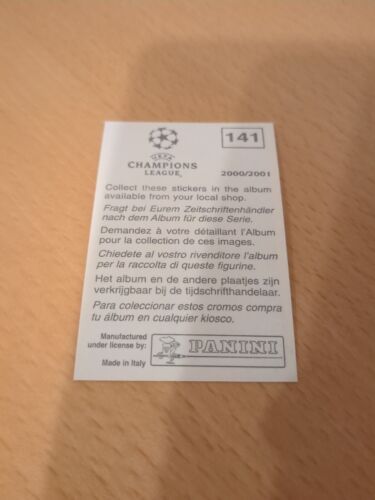 141
UEFA
CHAMPIONS
LEAGUE
2000/2001
Collect these stickers in the album
available from your local shop.
Fragt bei Eurem Zeitschriftenhändler
nach dem Album für diese Serie.
Demandez à votre détaillant l'Album
pour la collection de ces images.
Chiedete al vostro rivenditore l'album
per la raccolta di queste figurine.
Het album en de andere plaatjes zijn
verkrijgbaar bij de tijdschrifthandelaar.
Para coleccionar estos cromos compra
tu álbum en cualquier kiosco.
Manufactured
under license by:
Made in Italy
PANINI